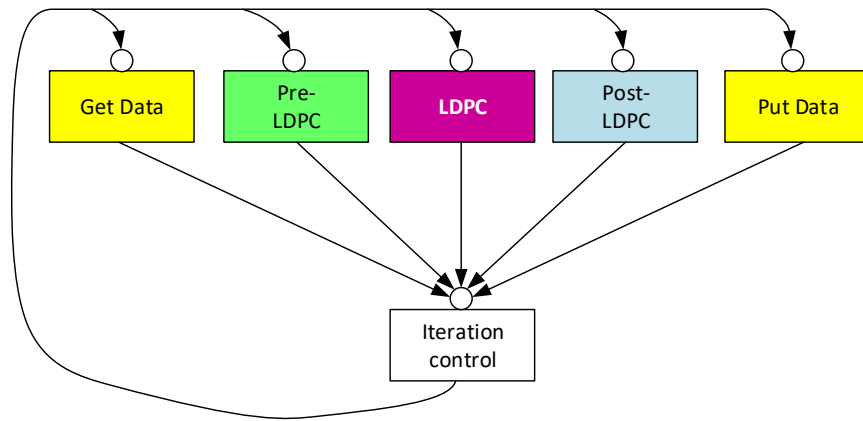 Get Data
Pre-
LDPC
LDPC
Post-
LDPC
Put Data
Iteration
control